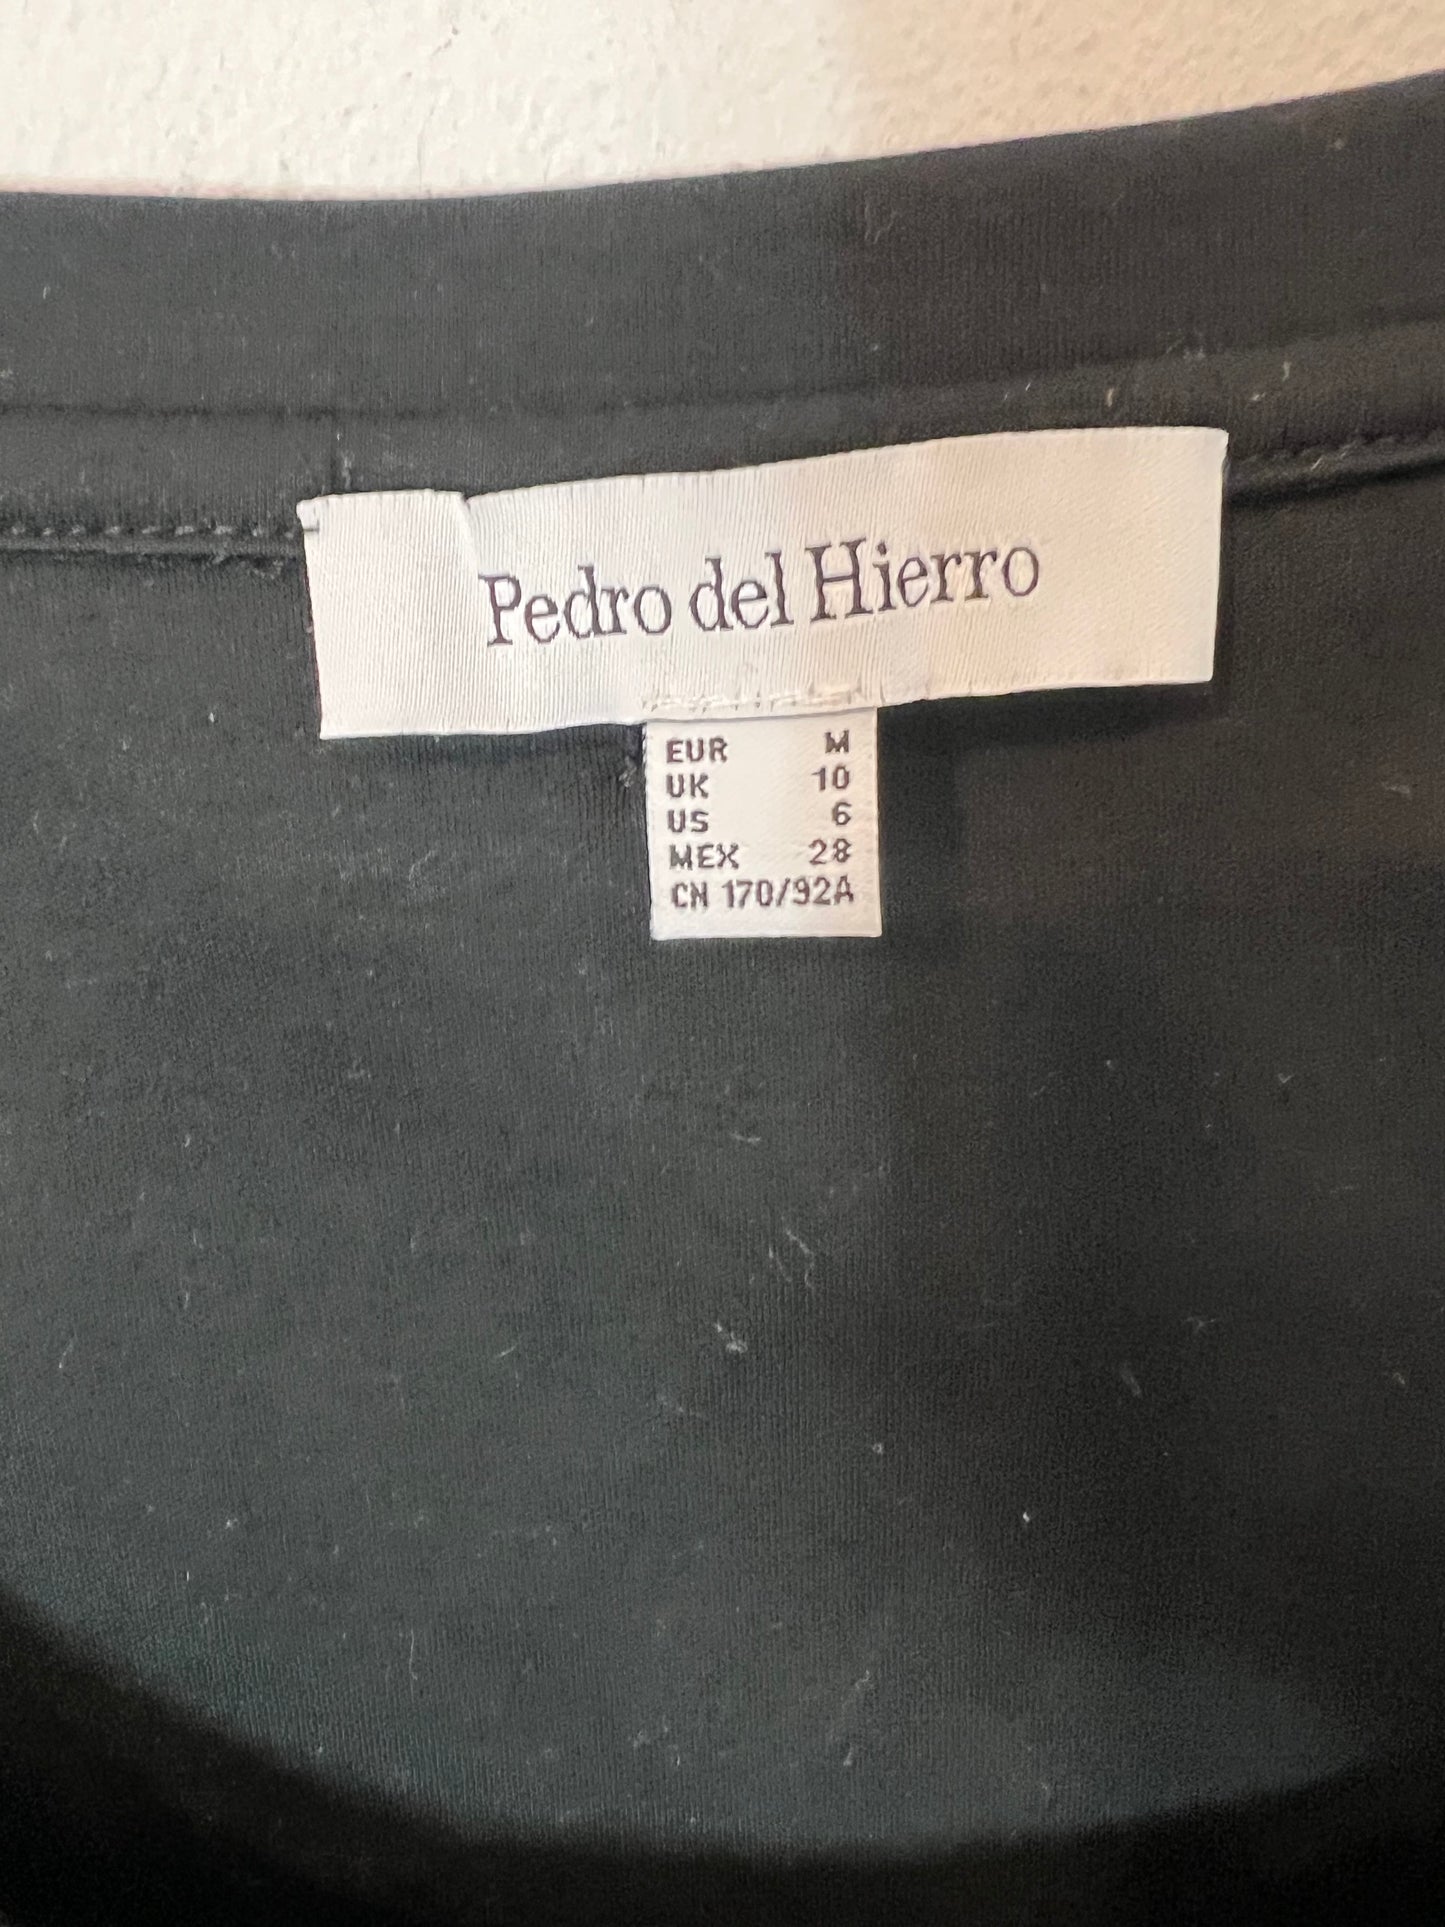 Pedro del Hierro
EUR M
UK 10
US 6
MEX 28
CN 170/92A